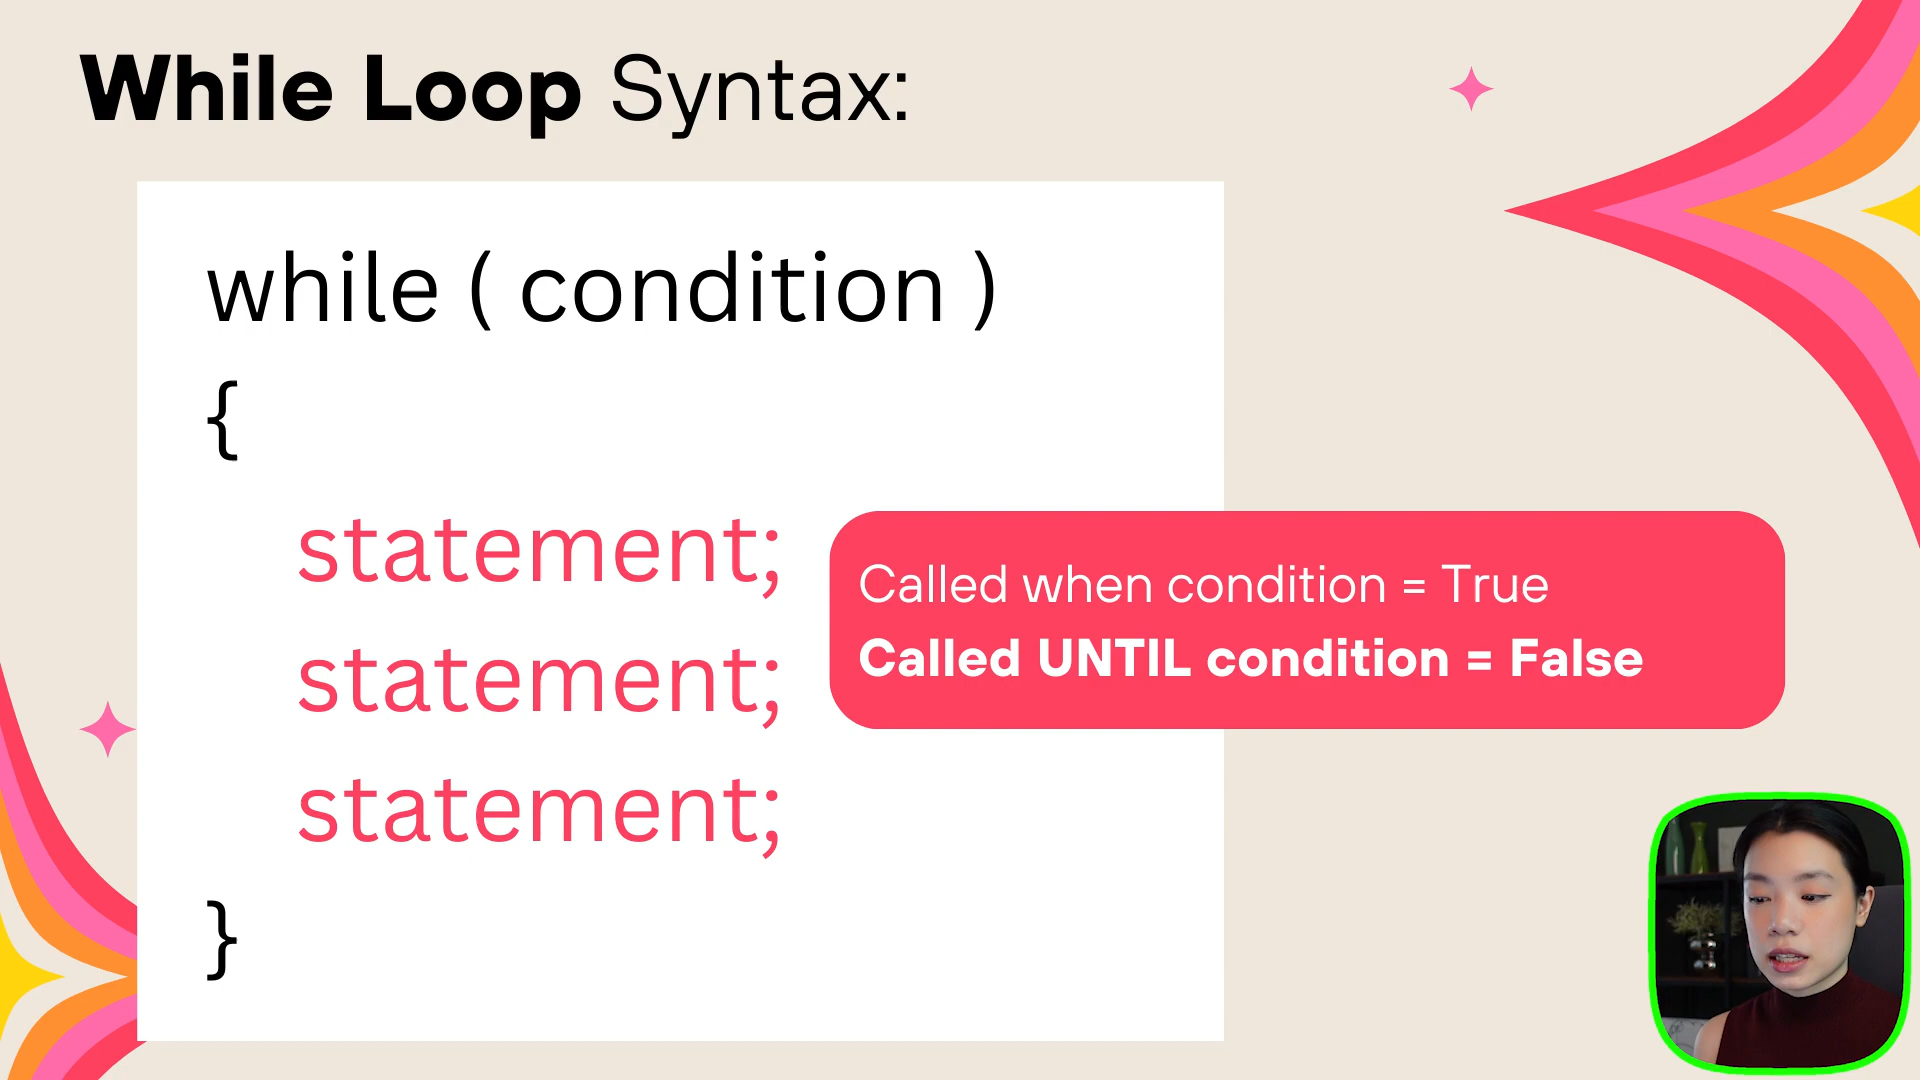 While Loop Syntax:
while ( condition )
{
statement;
statement;
statement;
}
Called when condition = True
Called UNTIL condition = False